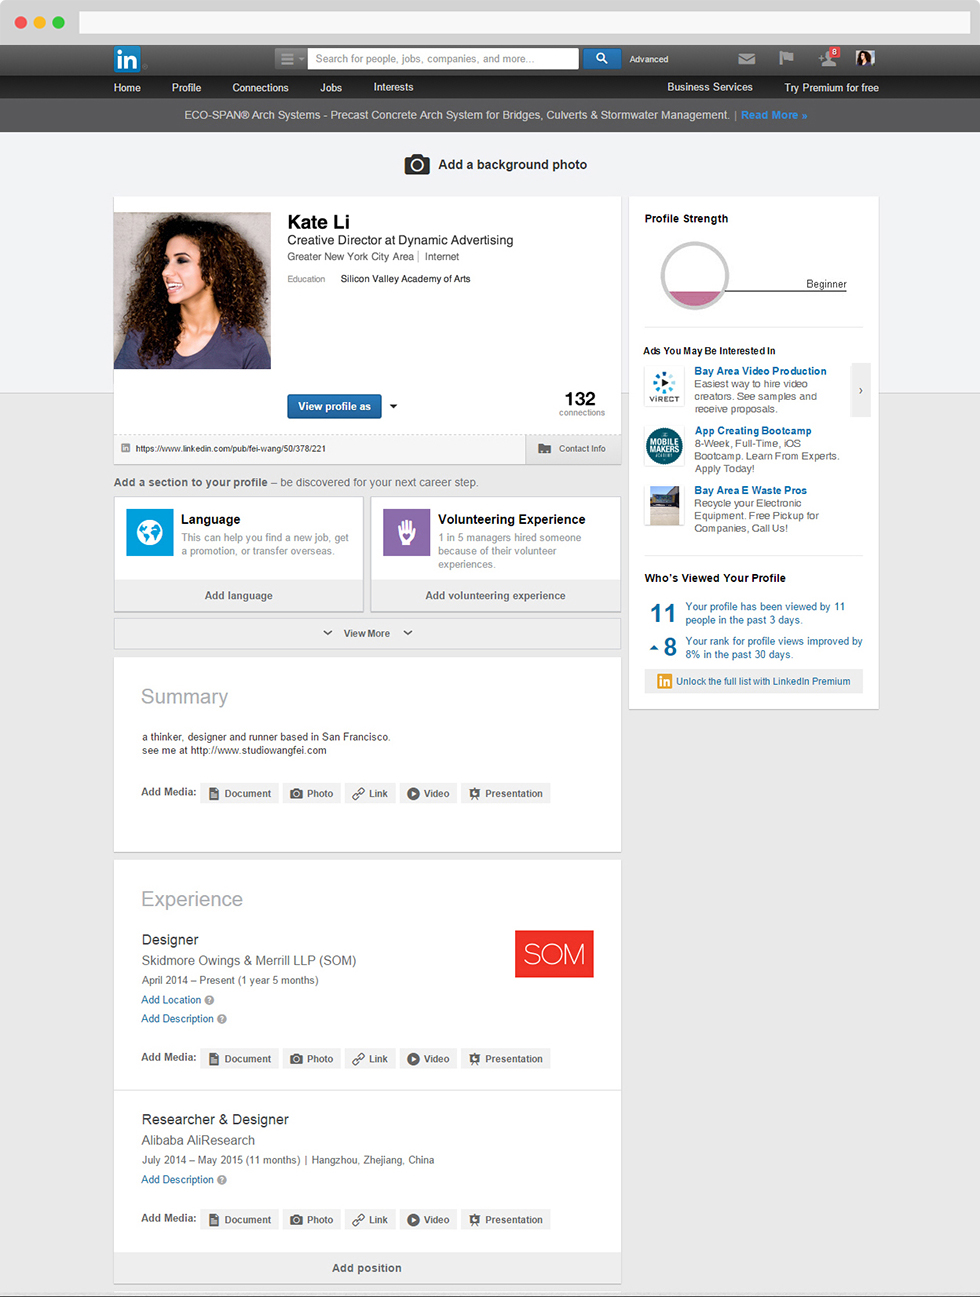 in
Search for people, jobs, companies, and more...
Advanced
8
Home Profile Connections Jobs Interests Business Services Try Premium for free
ECO-SPAN® Arch Systems - Precast Concrete Arch System for Bridges, Culverts & Stormwater Management. | Read More »
Add a background photo
Kate Li
Creative Director at Dynamic Advertising
Greater New York City Area | Internet
Education Silicon Valley Academy of Arts
View profile as
132
connections
in https://www.linkedin.com/pub/fei-wang/50/378/221
Contact Info
Add a section to your profile – be discovered for your next career step.
Language
This can help you find a new job, get
a promotion, or transfer overseas.
Add language
Volunteering Experience
1 in 5 managers hired someone
because of their volunteer
experiences.
Add volunteering experience
View More
Summary
a thinker, designer and runner based in San Francisco.
see me at http://www.studiowangfei.com
Add Media: Document Photo Link Video Presentation
Experience
Designer
Skidmore Owings & Merrill LLP (SOM)
April 2014 – Present (1 year 5 months)
Add Location ?
Add Description ?
SOM
Add Media: Document Photo Link Video Presentation
Researcher & Designer
Alibaba AliResearch
July 2014 – May 2015 (11 months) | Hangzhou, Zhejiang, China
Add Description ?
Add Media: Document Photo Link Video Presentation
Add position
Profile Strength
Beginner
Ads You May Be Interested In
ViRECT
Bay Area Video Production
Easiest way to hire video
creators. See samples and
receive proposals.
›
MOBILE
MAKERS
ACADEMY
App Creating Bootcamp
8-Week, Full-Time, iOS
Bootcamp. Learn From Experts.
Apply Today!
Bay Area E Waste Pros
Recycle your Electronic
Equipment. Free Pickup for
Companies, Call Us!
Who's Viewed Your Profile
11 Your profile has been viewed by 11
people in the past 3 days.
8 Your rank for profile views improved by
8% in the past 30 days.
in Unlock the full list with LinkedIn Premium